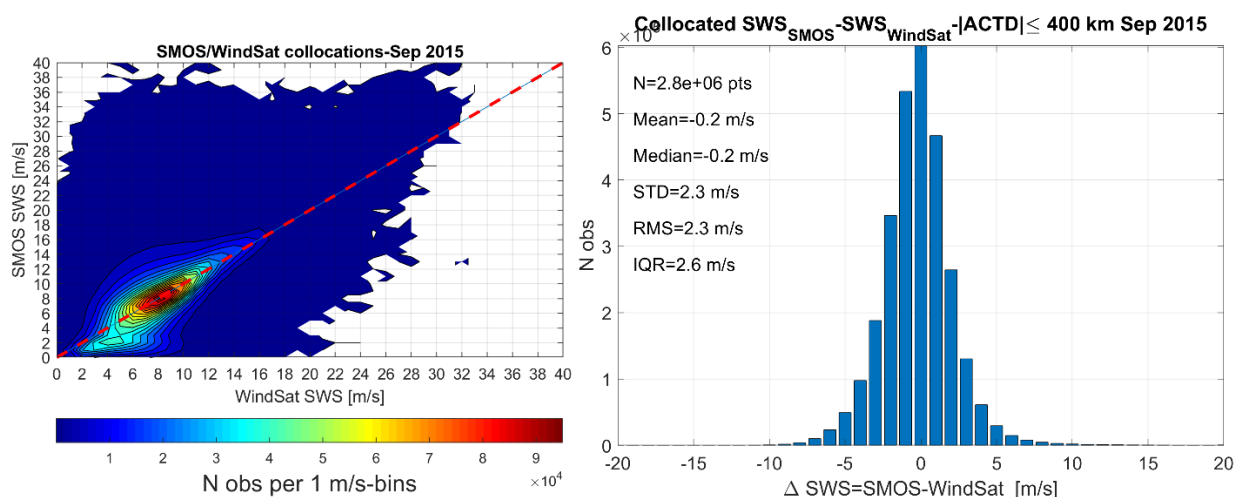 SMOS/WindSat collocations-Sep 2015
SMOS SWS [m/s]
40
38
36
34
32
30
28
26
24
22
20
18
16
14
12
10
8
6
4
2
0
0 2 4 6 8 10 12 14 16 18 20 22 24 26 28 30 32 34 36 38 40
WindSat SWS [m/s]
1 2 3 4 5 6 7 8 9
×10⁴
N obs per 1 m/s-bins
Collocated SWS_SMOS-SWS_WindSat-|ACTD|≤ 400 km Sep 2015
N obs
6
5
4
3
2
1
0
N=2.8e+06 pts
Mean=-0.2 m/s
Median=-0.2 m/s
STD=2.3 m/s
RMS=2.3 m/s
IQR=2.6 m/s
-20 -15 -10 -5 0 5 10 15 20
Δ SWS=SMOS-WindSat [m/s]